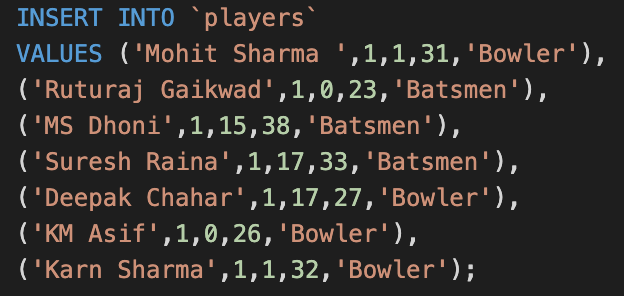 INSERT INTO `players`
VALUES ('Mohit Sharma ',1,1,31,'Bowler'),
('Ruturaj Gaikwad',1,0,23,'Batsmen'),
('MS Dhoni',1,15,38,'Batsmen'),
('Suresh Raina',1,17,33,'Batsmen'),
('Deepak Chahar',1,17,27,'Bowler'),
('KM Asif',1,0,26,'Bowler'),
('Karn Sharma',1,1,32,'Bowler');